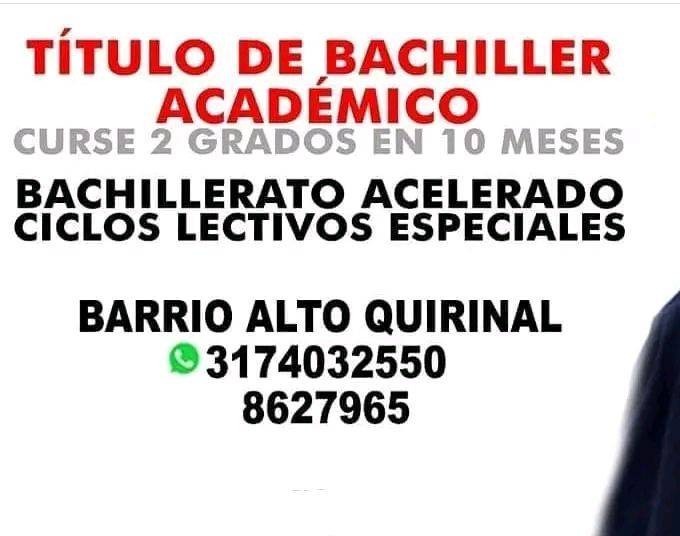 TÍTULO DE BACHILLER
ACADÉMICO
CURSE 2 GRADOS EN 10 MESES
BACHILLERATO ACELERADO
CICLOS LECTIVOS ESPECIALES
BARRIO ALTO QUIRINAL
3174032550
8627965